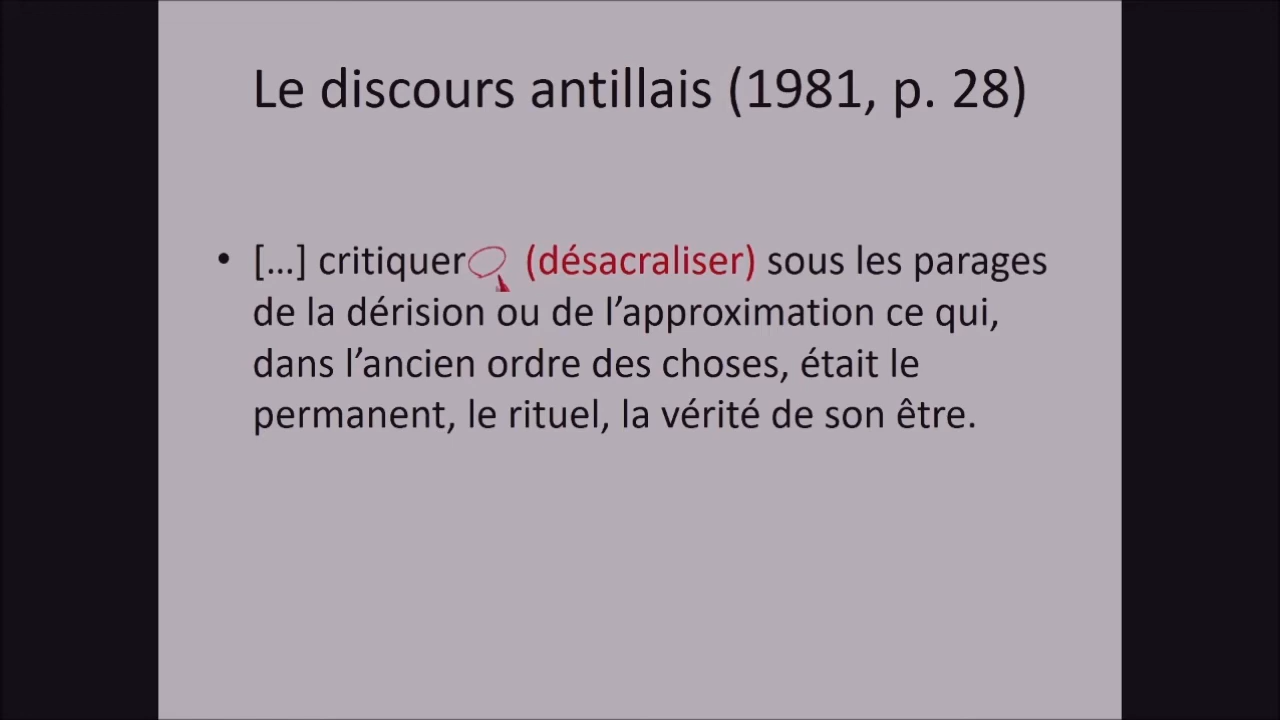 Le discours antillais (1981, p. 28)
• […] critiquer (désacraliser) sous les parages
de la dérision ou de l’approximation ce qui,
dans l’ancien ordre des choses, était le
permanent, le rituel, la vérité de son être.